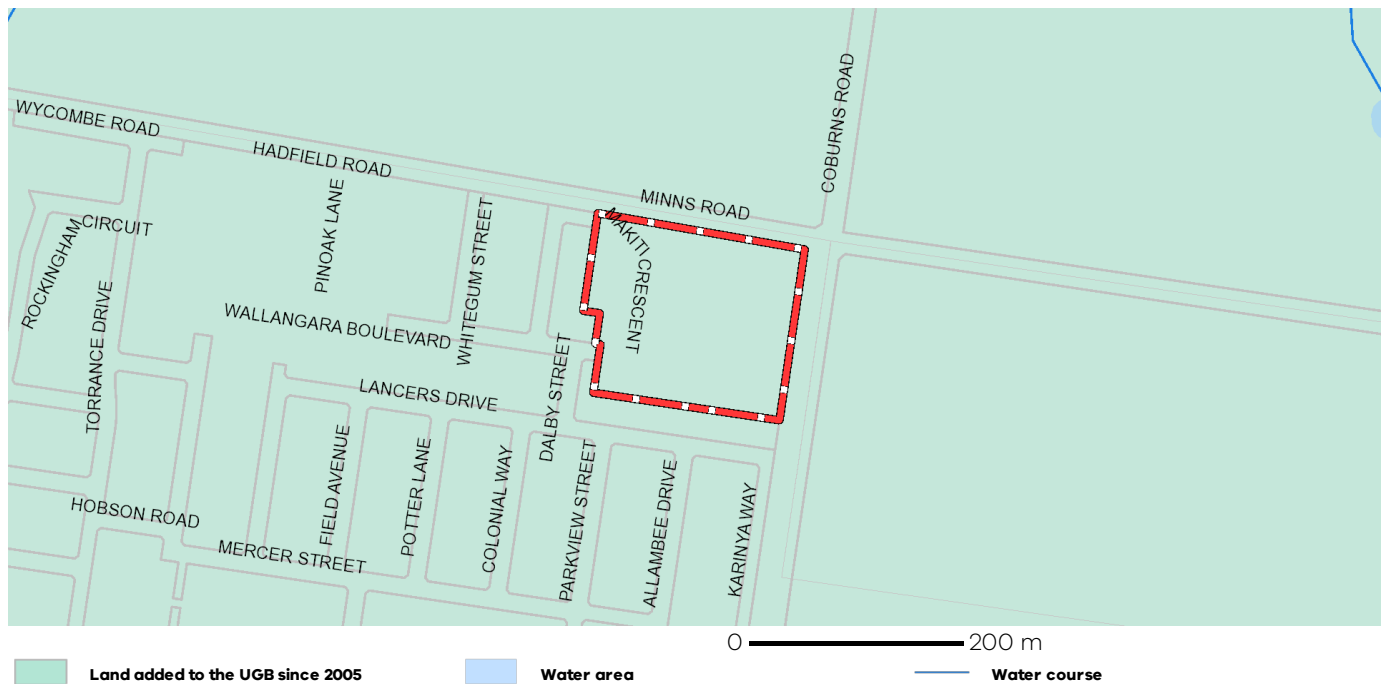 COBURNS ROAD
WYCOMBE ROAD
HADFIELD ROAD
MINNS ROAD
PINOAK LANE
WHITEGUM STREET
MAKITI CRESCENT
ROCKINGHAM CIRCUIT
TORRANCE DRIVE
WALLANGARA BOULEVARD
DALBY STREET
LANCERS DRIVE
FIELD AVENUE
POTTER LANE
COLONIAL WAY
PARKVIEW STREET
ALLAMBEE DRIVE
KARINYA WAY
HOBSON ROAD
MERCER STREET
0 200 m
Land added to the UGB since 2005
Water area
Water course